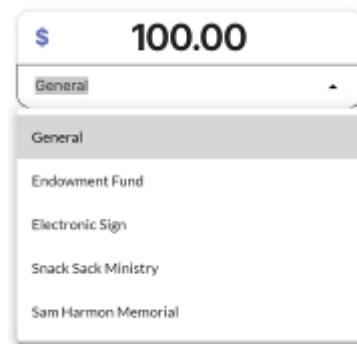 $ 100.00
General
General
Endowment Fund
Electronic Sign
Snack Sack Ministry
Sam Harmon Memorial